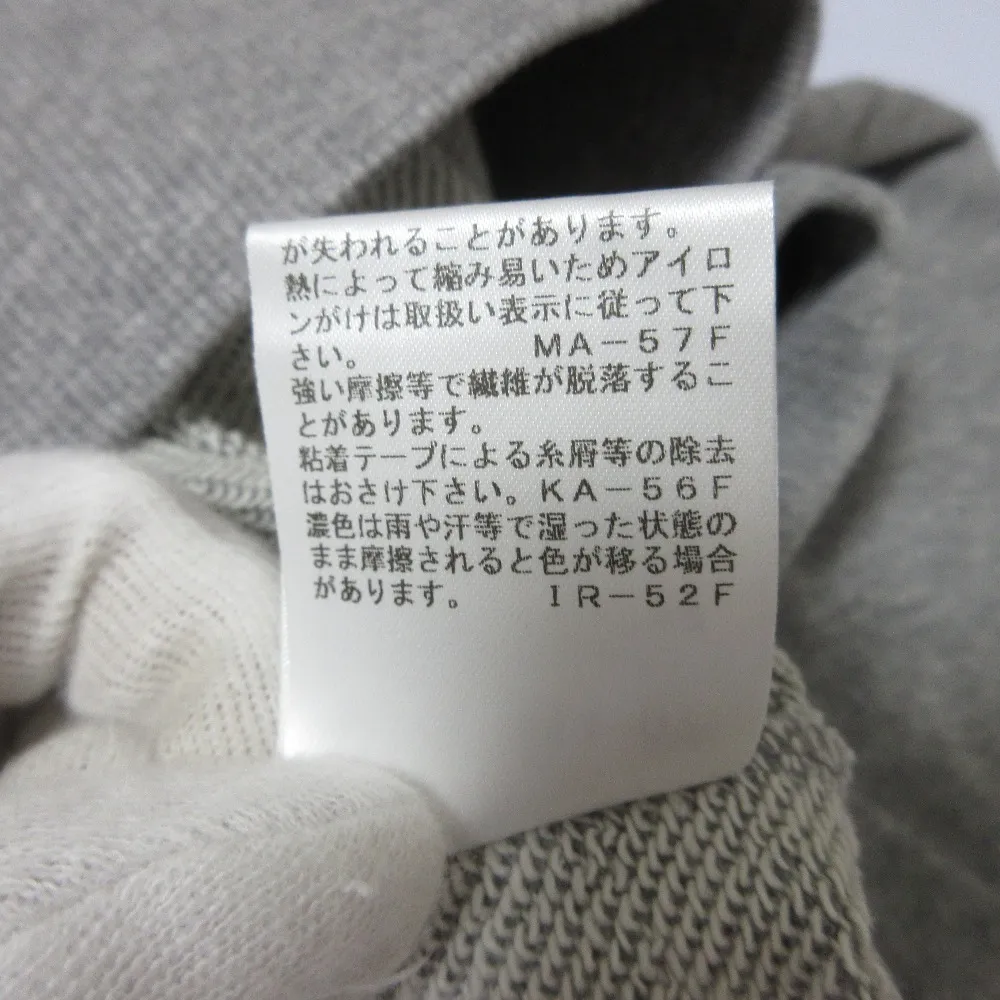 が失われることがあります。
熱によって縮み易いためアイロ
ンがけは取扱い表示に従って下
さい。 MA-57F
強い摩擦等で繊維が脱落するこ
とがあります。
粘着テープによる糸屑等の除去
はおさけ下さい。KA-56F
濃色は雨や汗等で湿った状態の
まま摩擦されると色が移る場合
があります。 IR-52F